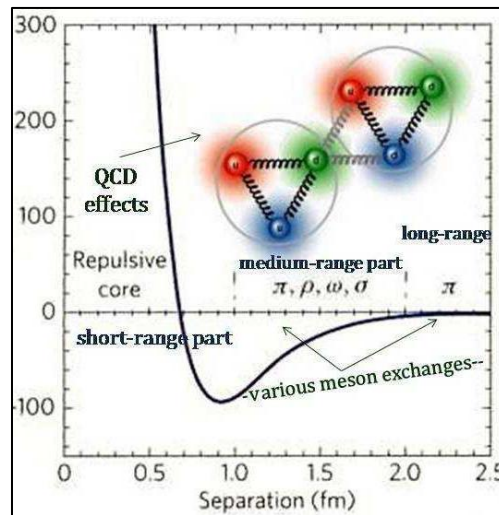 300
200
100
0
-100
QCD
effects
Repulsive
core
short-range part
medium-range part
π, ρ, ω, σ
long-range
π
-various meson exchanges--
u
d
u
u
d
d
0
0.5
1.0
1.5
2.0
2.5
Separation (fm)